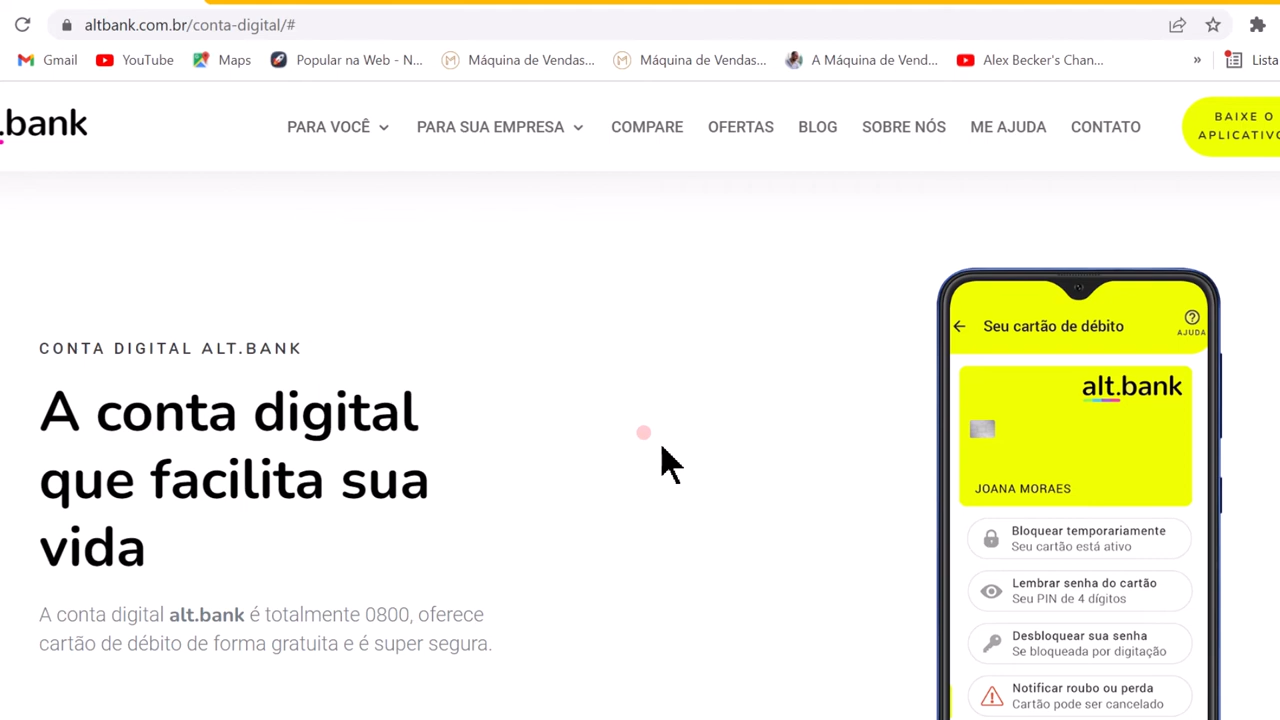 altbank.com.br/conta-digital/#
Gmail YouTube Maps Popular na Web - N... Máquina de Vendas... Máquina de Vendas... A Máquina de Vend... Alex Becker's Chan... » Lista
.bank PARA VOCÊ PARA SUA EMPRESA COMPARE OFERTAS BLOG SOBRE NÓS ME AJUDA CONTATO
BAIXE O
APLICATIVO
CONTA DIGITAL ALT.BANK
A conta digital
que facilita sua
vida
A conta digital alt.bank é totalmente 0800, oferece
cartão de débito de forma gratuita e é super segura.
Seu cartão de débito
AJUDA
alt.bank
JOANA MORAES
Bloquear temporariamente
Seu cartão está ativo
Lembrar senha do cartão
Seu PIN de 4 dígitos
Desbloquear sua senha
Se bloqueada por digitação
Notificar roubo ou perda
Cartão pode ser cancelado